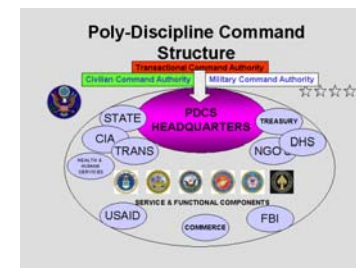 Poly-Discipline Command
Structure
Transactional Command Authority
Civilian Command Authority
Military Command Authority
PDCS
HEADQUARTERS
STATE
TREASURY
CIA
DHS
TRANS
NGO'S
HEALTH &
HUMAN
SERVICES
SERVICE & FUNCTIONAL COMPONENTS
USAID
COMMERCE
FBI